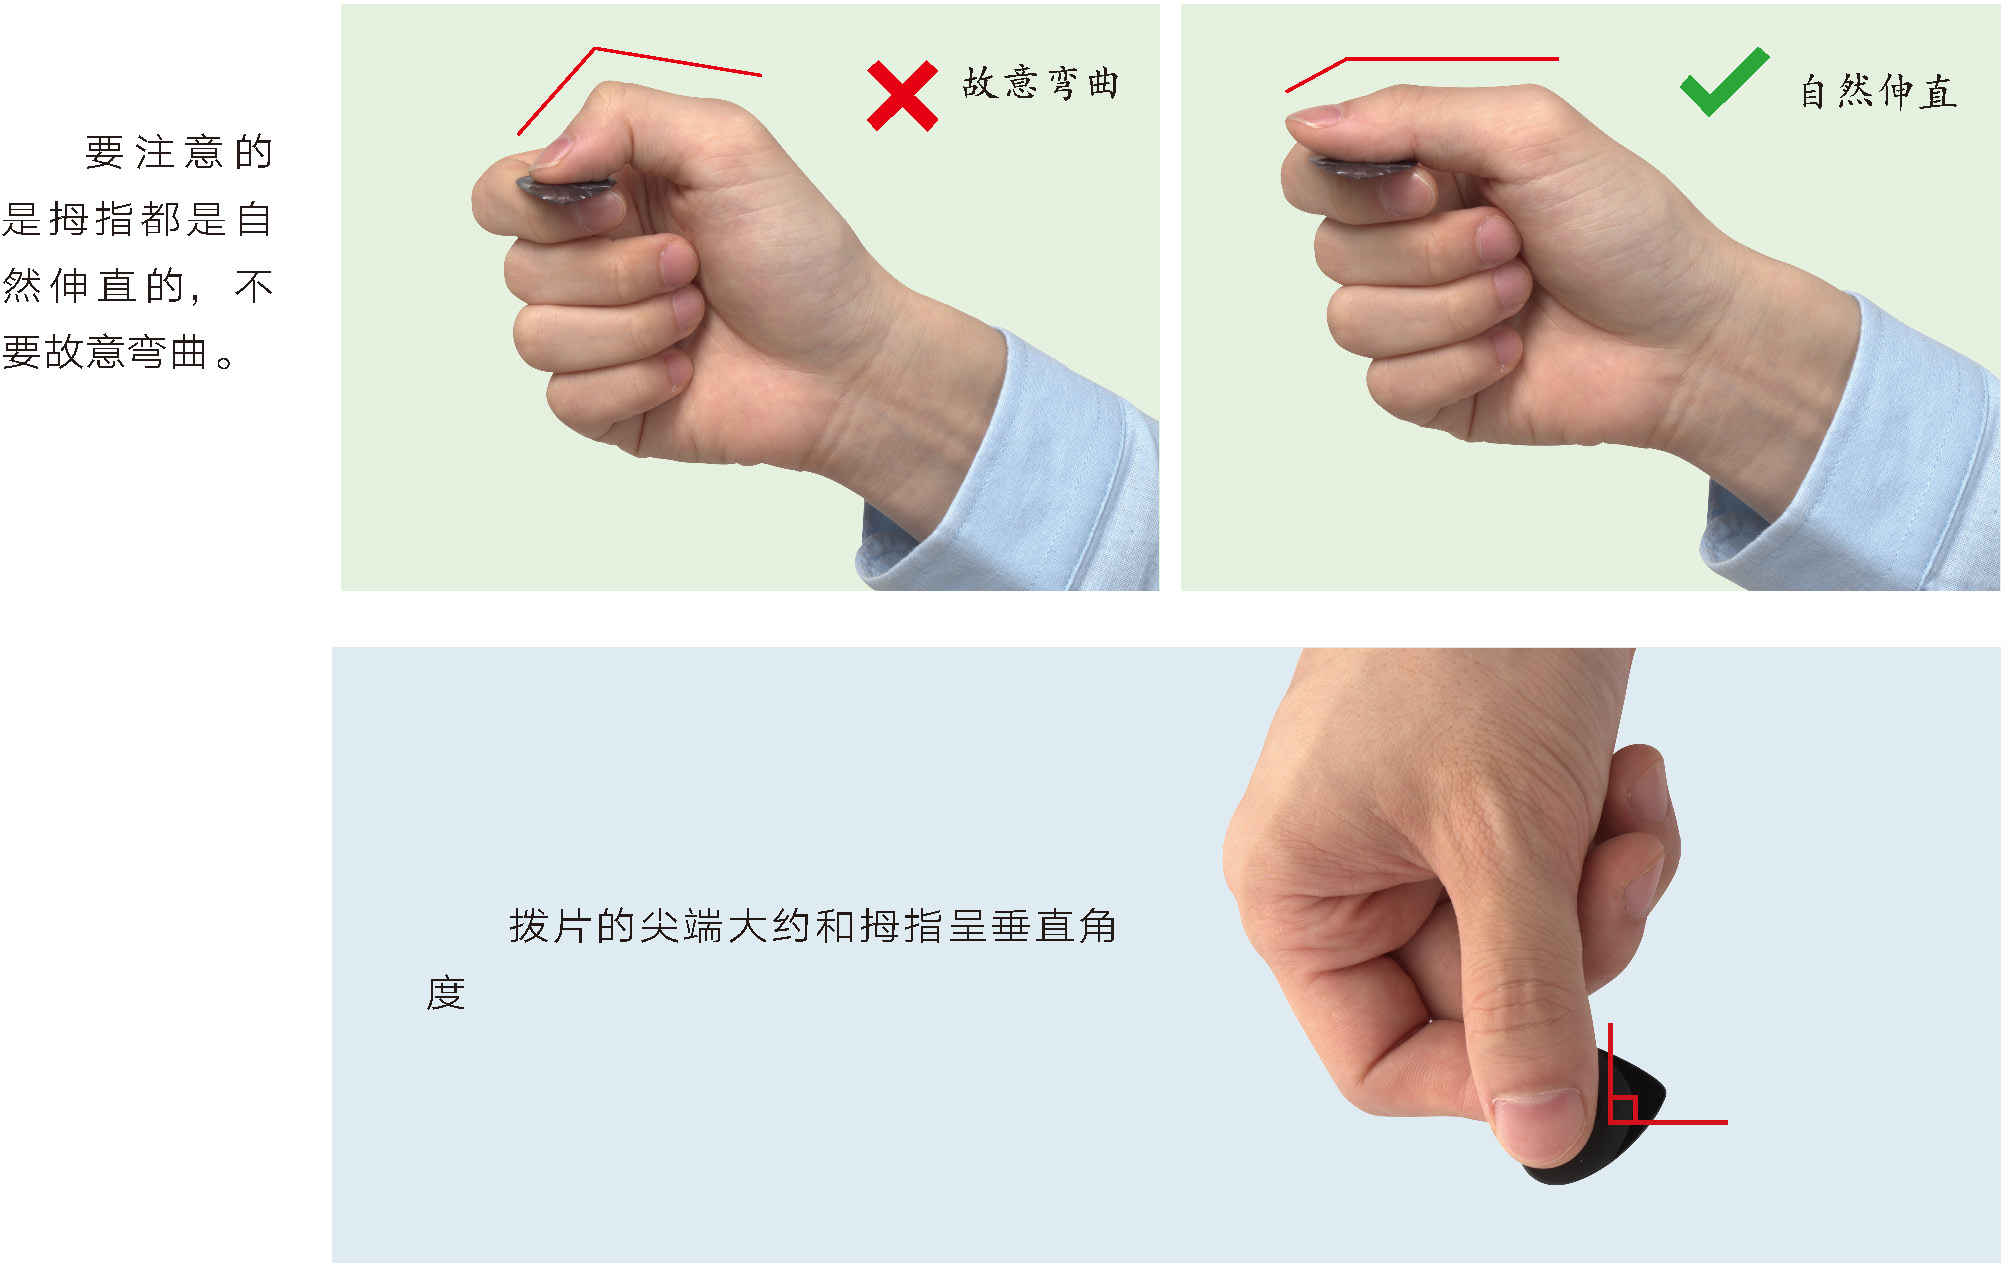 要注意的
是拇指都是自
然伸直的，不
要故意弯曲。
故意弯曲
自然伸直
拨片的尖端大约和拇指呈垂直角
度